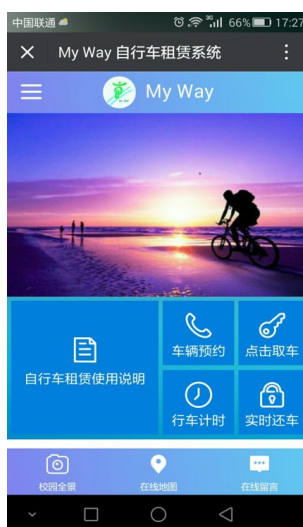 中国联通
3G 66% 17:27
My Way 自行车租赁系统
My Way
自行车租赁使用说明
车辆预约
点击取车
行车计时
实时还车
校园全景
在线地图
在线留言